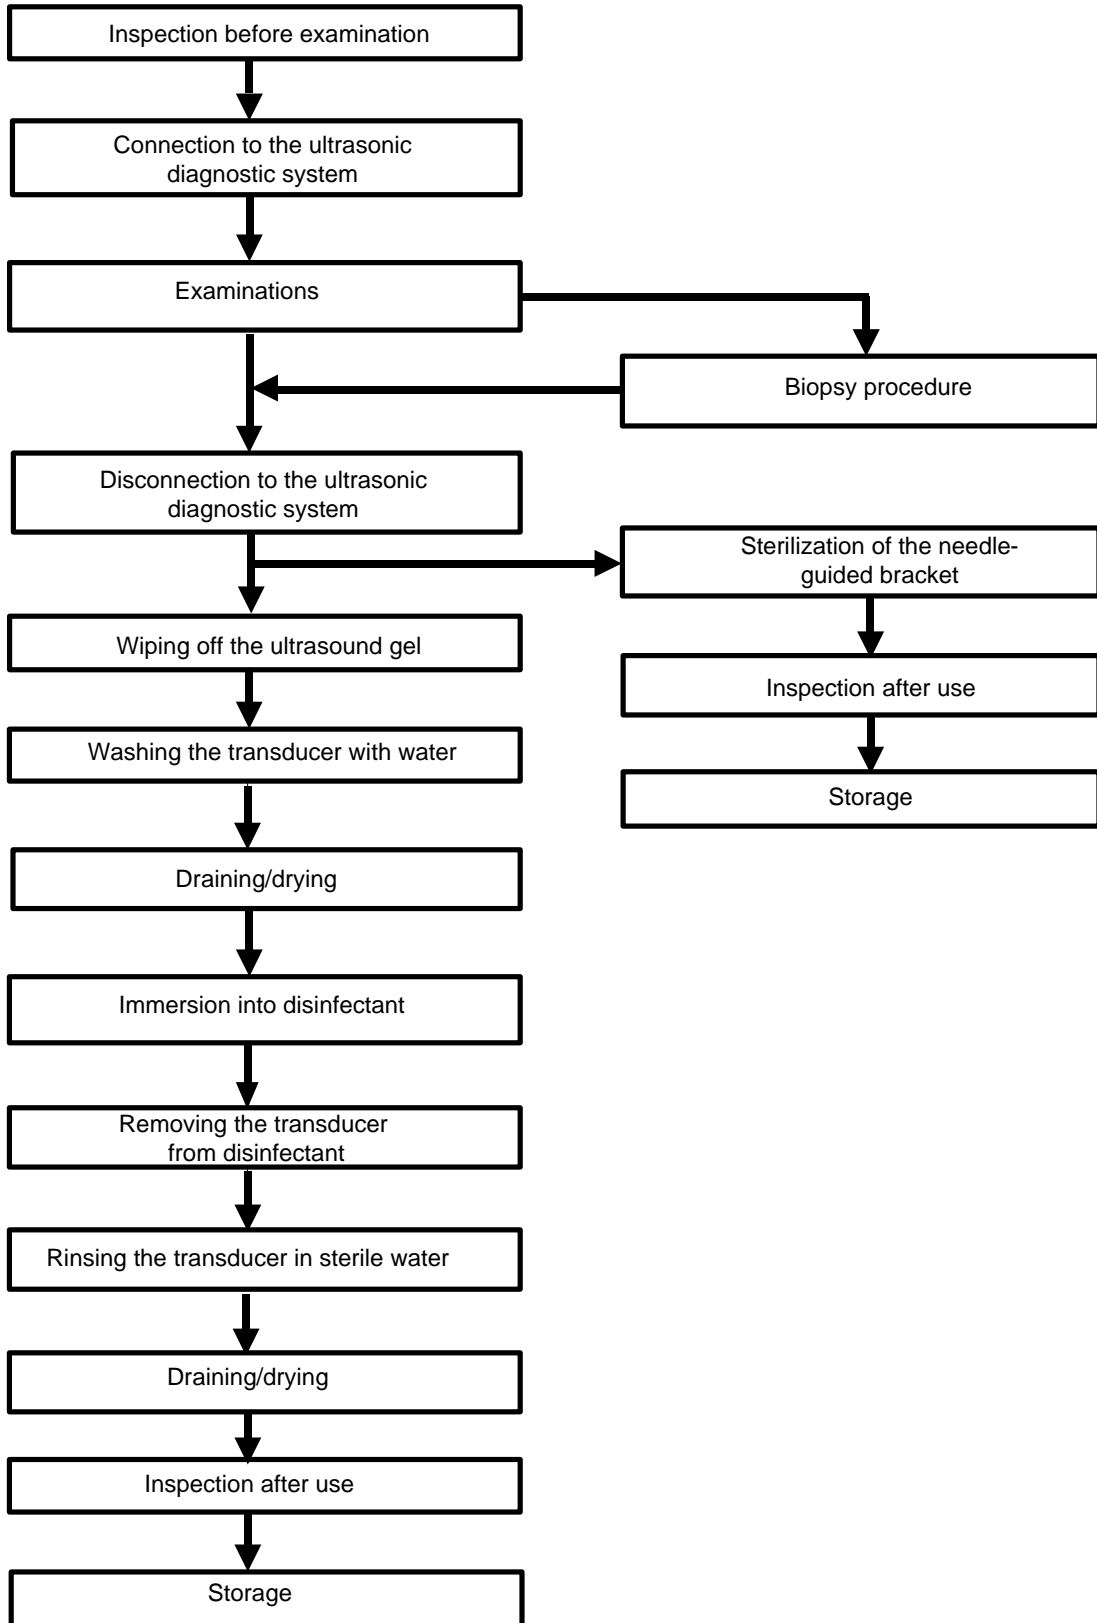 Inspection before examination
Connection to the ultrasonic
diagnostic system
Examinations
Biopsy procedure
Disconnection to the ultrasonic
diagnostic system
Sterilization of the needle-
guided bracket
Wiping off the ultrasound gel
Inspection after use
Washing the transducer with water
Storage
Draining/drying
Immersion into disinfectant
Removing the transducer
from disinfectant
Rinsing the transducer in sterile water
Draining/drying
Inspection after use
Storage